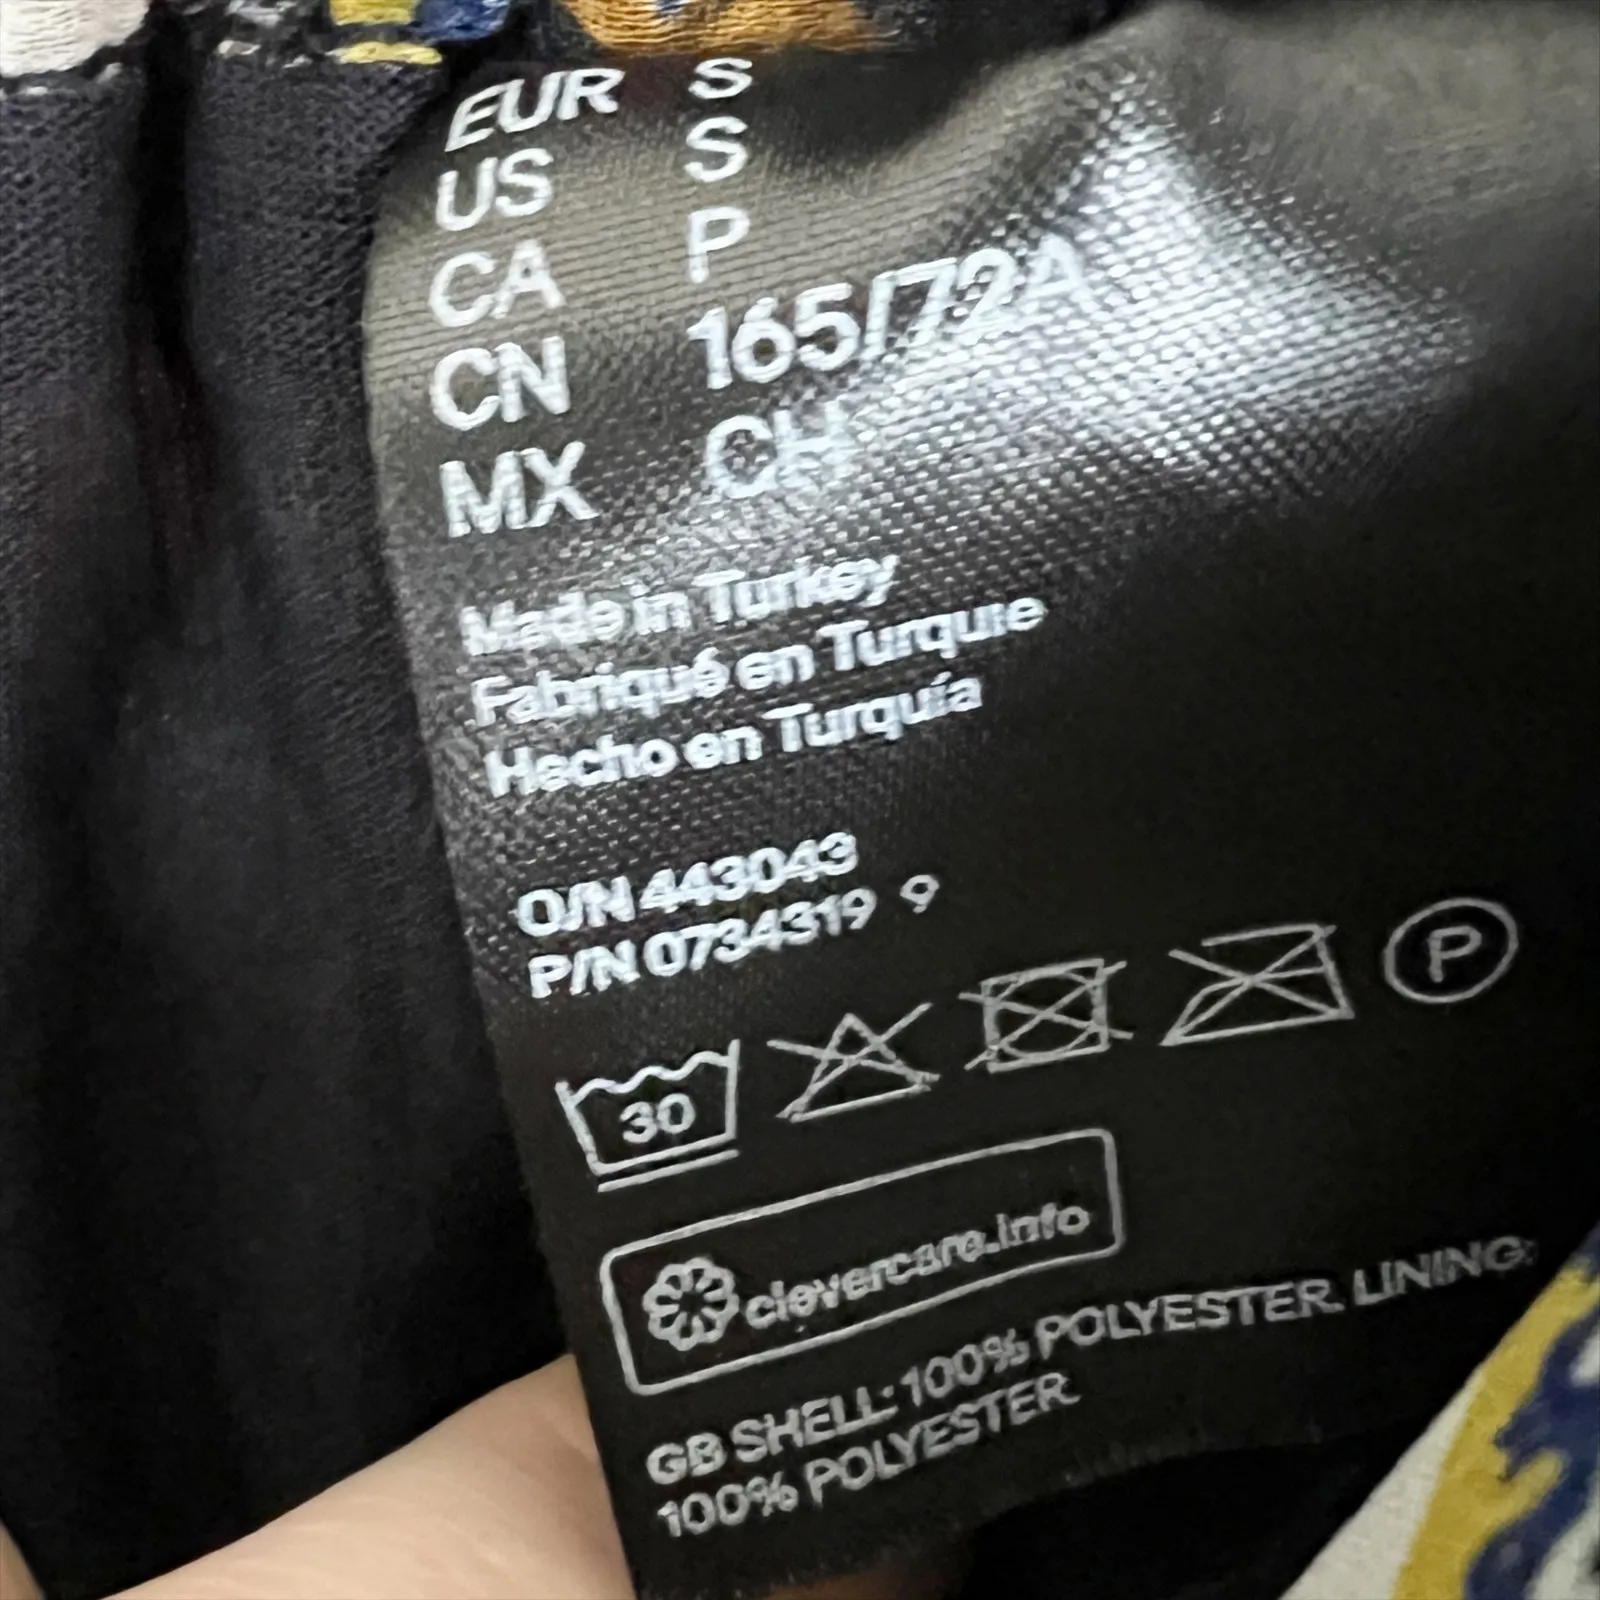 EUR S
US S
CA P
CN 165/72A
MX CH
Made in Turkey
Fabriqué en Turquie
Hecho en Turquía
O/N 443043
P/N 0734319 9
30
P
clevercare.info
GB SHELL: 100% POLYESTER. LINING:
100% POLYESTER.